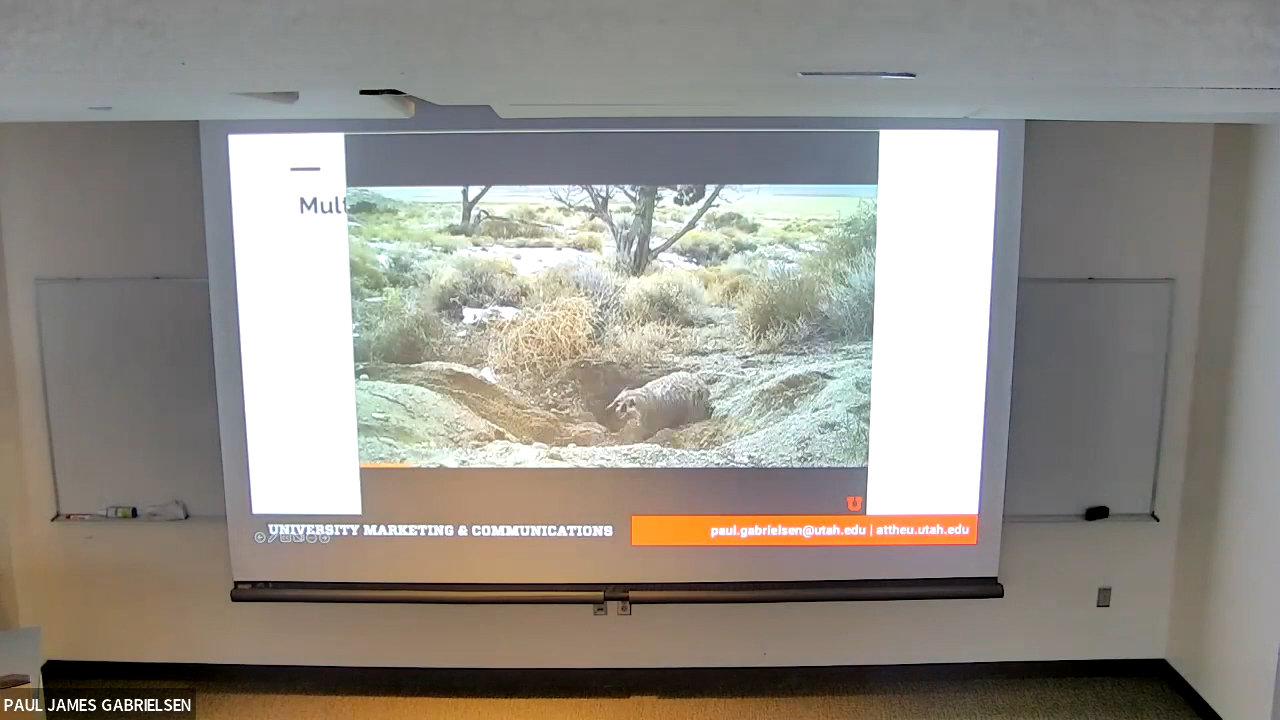 Mult
U
UNIVERSITY MARKETING & COMMUNICATIONS
paul.gabrielsen@utah.edu | attheu.utah.edu
PAUL JAMES GABRIELSEN